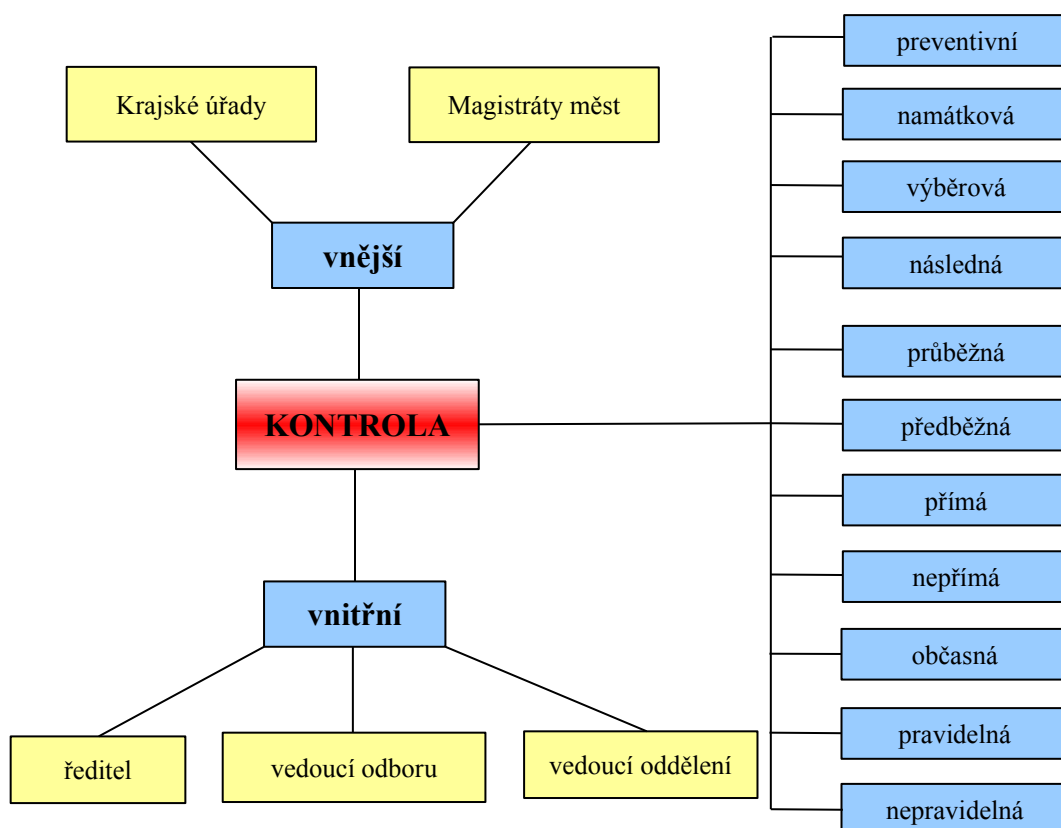 preventivní
Krajské úřady
Magistráty měst
namátková
výběrová
vnější
následná
průběžná
KONTROLA
předběžná
přímá
nepřímá
vnitřní
občasná
pravidelná
ředitel
vedoucí odboru
vedoucí oddělení
nepravidelná